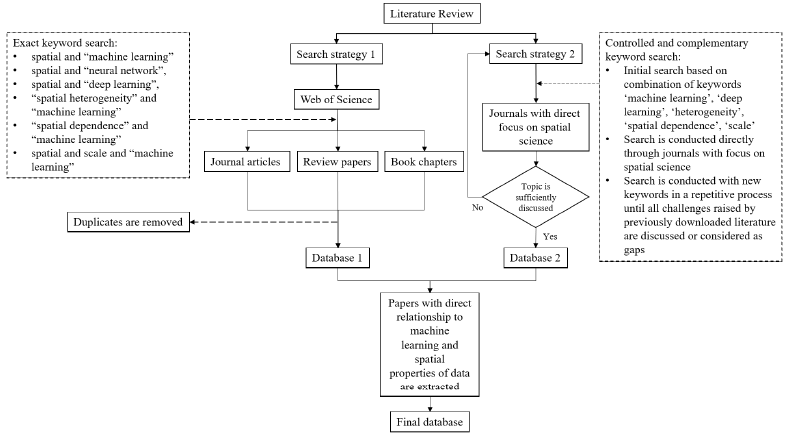 Literature Review
Exact keyword search:
• spatial and “machine learning”
• spatial and “neural network”,
• spatial and “deep learning”,
• “spatial heterogeneity” and
“machine learning”
• “spatial dependence” and
“machine learning”
• spatial and scale and “machine
learning”
Search strategy 1
Search strategy 2
Controlled and complementary
keyword search:
• Initial search based on
combination of keywords
‘machine learning’, ‘deep
learning’, ‘heterogeneity’,
‘spatial dependence’, ‘scale’
• Search is conducted directly
through journals with focus on
spatial science
• Search is conducted with new
keywords in a repetitive process
until all challenges raised by
previously downloaded literature
are discussed or considered as
gaps
Web of Science
Journals with direct
focus on spatial
science
Journal articles
Review papers
Book chapters
Topic is
sufficiently
discussed
No
Yes
Duplicates are removed
Database 1
Database 2
Papers with direct
relationship to
machine
learning and
spatial
properties of data
are extracted
Final database